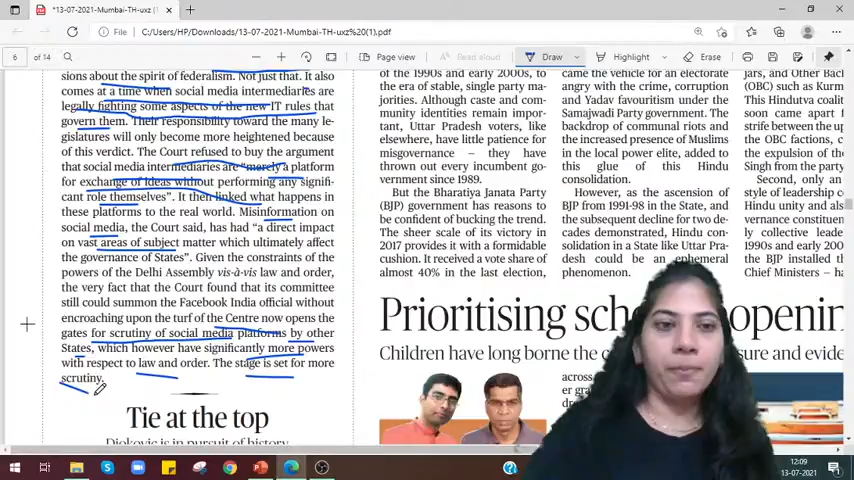 *13-07-2021-Mumbai-TH-uxz (1).p
File
C:/Users/HP/Downloads/13-07-2021-Mumbai-TH-uxz%20(1).pdf
6 of 14
Page view
Read aloud
Draw
Highlight
Erase
sions about the spirit of federalism. Not just that. It also
comes at a time when social media intermediaries are
legally fighting some aspects of the new IT rules that
govern them. Their responsibility toward the many le-
gislatures will only become more heightened because
of this verdict. The Court refused to buy the argument
that social media intermediaries are “merely a platform
for exchange of ideas without performing any signifi-
cant role themselves”. It then linked what happens in
these platforms to the real world. Misinformation on
social media, the Court said, has had “a direct impact
on vast areas of subject matter which ultimately affect
the governance of States”. Given the constraints of the
powers of the Delhi Assembly vis-à-vis law and order,
the very fact that the Court found that its committee
still could summon the Facebook India official without
encroaching upon the turf of the Centre now opens the
gates for scrutiny of social media platforms by other
States, which however have significantly more powers
with respect to law and order. The stage is set for more
scrutiny.
Tie at the top
Djokovic is in pursuit of history
of the 1990s and early 2000s, to
the era of stable, single party ma-
jorities. Although caste and com-
munity identities remain impor-
tant, Uttar Pradesh voters, like
elsewhere, have little patience for
misgovernance — they have
thrown out every incumbent go-
vernment since 1989.
But the Bharatiya Janata Party
(BJP) government has reasons to
be confident of bucking the trend.
The sheer scale of its victory in
2017 provides it with a formidable
cushion. It received a vote share of
almost 40% in the last election,
came the vehicle for an electorate
angry with the crime, corruption
and Yadav favouritism under the
Samajwadi Party government. The
backdrop of communal riots and
the increased presence of Muslims
in the local power elite, added to
this glue of this Hindu
consolidation.
However, as the ascension of
BJP from 1991-98 in the State, and
the subsequent decline for two de-
cades demonstrated, Hindu con-
solidation in a State like Uttar Pra-
desh could be an ephemeral
phenomenon.
jars, and Other Back
(OBC) such as Kurm
This Hindutva coalit
soon came apart f
strife between the up
the OBC factions, c
the expulsion of the
Singh from the party
Second, only an
style of leadership c
Hindu unity and also
vernance constituen
ly collective leader
1990s and early 200
the BJP installed th
Chief Ministers – ha
Prioritising sch openin
Children have long borne the c sure and evide
across
er gra
12:09
13-07-2021